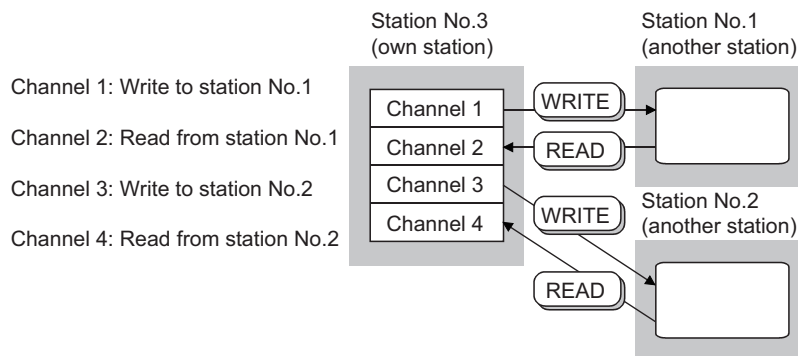 Station No.3
(own station)
Station No.1
(another station)
Channel 1: Write to station No.1
Channel 2: Read from station No.1
Channel 3: Write to station No.2
Channel 4: Read from station No.2
Channel 1
Channel 2
Channel 3
Channel 4
WRITE
READ
WRITE
READ
Station No.2
(another station)